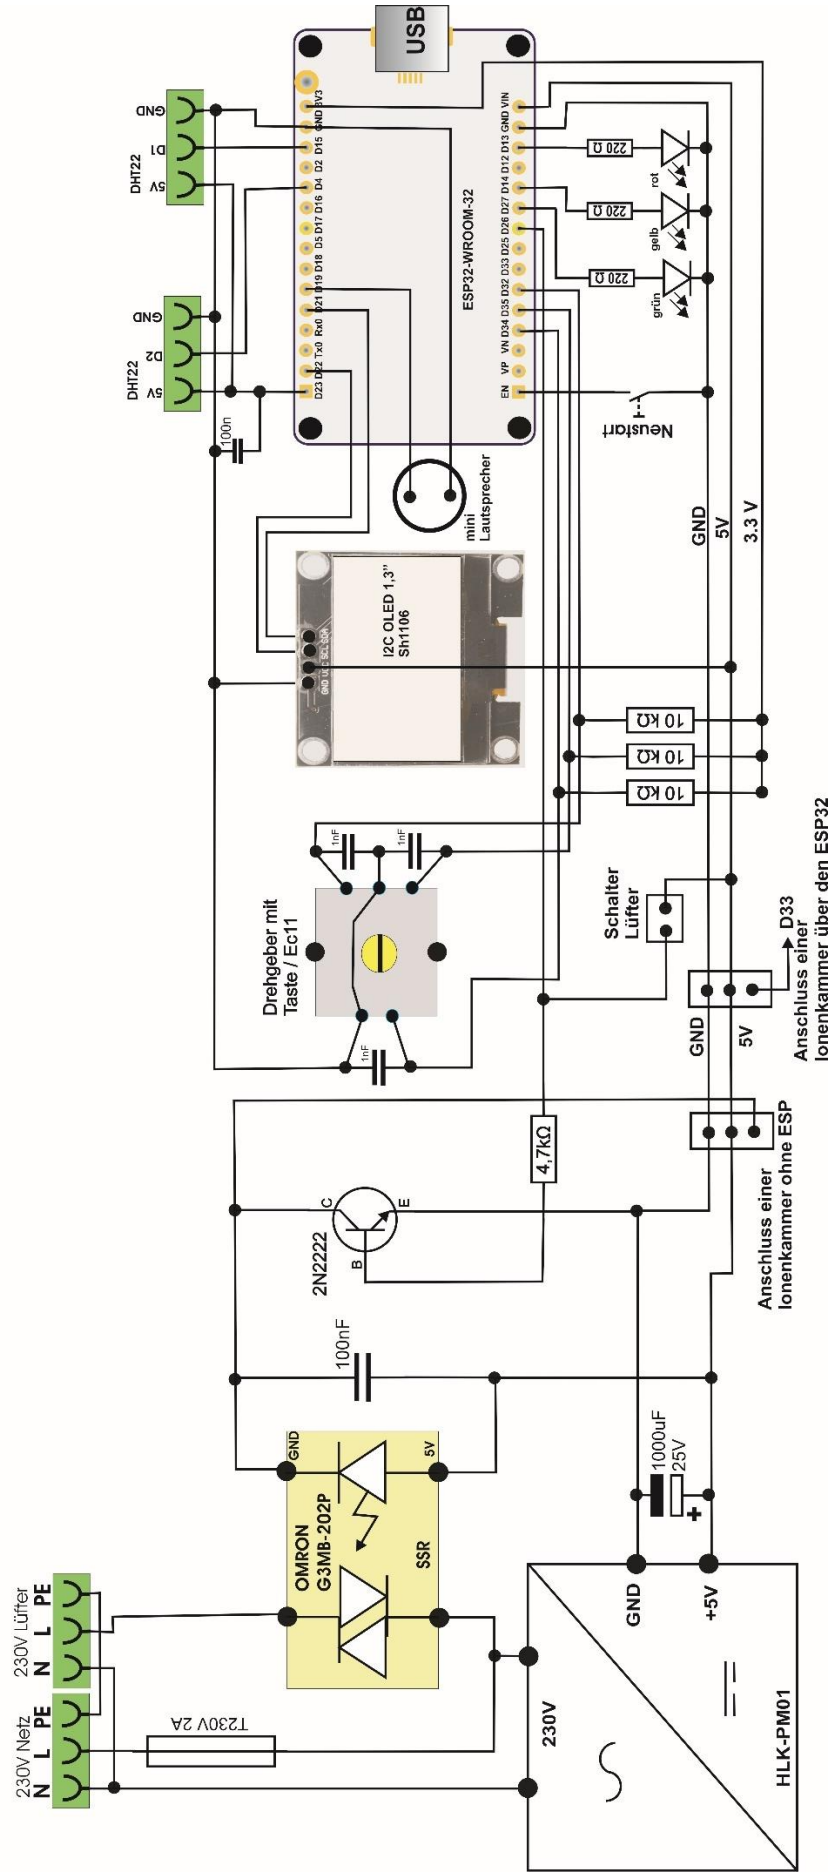 230V Netz
N L PE
230V Lüfter
N L PE
T230V 2A
OMRON
G3MB-202P
GND
5V
SSR
230V
HLK-PM01
GND
+5V
1000uF
25V
+
100nF
2N2222
C
B
E
4,7kΩ
Anschluss einer
Ionenkammer ohne ESP
GND
5V
D33
Anschluss einer
Ionenkammer über den ESP32
Schalter
Lüfter
Drehgeber mit
Taste / Ec11
1nF
1nF
1nF
10 kΩ
10 kΩ
10 kΩ
I2C OLED 1,3"
Sh1106
GND VCC SCL SDA
mini
Lautsprecher
100n
DHT22
5V
D2
GND
DHT22
5V
D1
GND
USB
ESP32-WROOM-32
D23 D22 Tx0 Rx0 D21 D19 D18 D5 D17 D16 D4 D2 D15 GND 3V3
EN VP VN D34 D35 D32 D33 D25 D26 D27 D14 D12 D13 GND VIN
Neustart
220 Ω
grün
220 Ω
gelb
220 Ω
rot
GND
5V
3.3 V